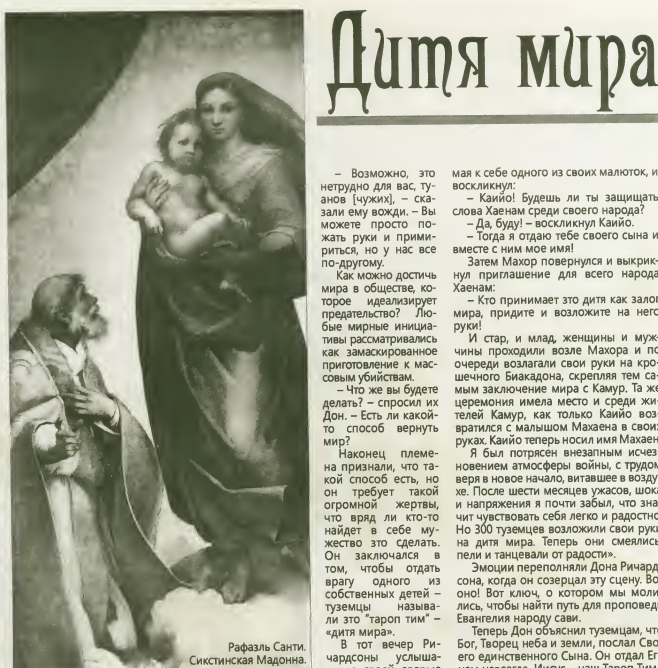 Дитя мира
– Возможно, это
нетрудно для вас, ту-
анов [чужих], – ска-
зали ему вожди. – Вы
можете просто по-
жать руки и прими-
риться, но у нас все
по-другому.
Как можно достичь
мира в обществе, ко-
торое идеализирует
предательство? Лю-
бые мирные инициа-
тивы рассматривались
как замаскированное
приготовление к мас-
совым убийствам.
– Что же вы будете
делать? – спросил их
Дон. – Есть ли какой-
то способ вернуть
мир?
Наконец племе-
на признали, что та-
кой способ есть, но
он требует такой
огромной жертвы,
что вряд ли кто-то
найдет в себе му-
жество это сделать.
Он заключался в
том, чтобы отдать
врагу одного из
собственных детей –
туземцы называ-
ли это "тароп тим" –
«дитя мира».
В тот вечер Ри-
чардсоны услыша-
мая к себе одного из своих малюток, и
воскликнул:
– Каийо! Будешь ли ты защищать
слова Хаенам среди своего народа?
– Да, буду! – воскликнул Каийо.
– Тогда я отдаю тебе своего сына и
вместе с ним мое имя!
Затем Махор повернулся и выкрик-
нул приглашение для всего народа
Хаенам:
– Кто принимает это дитя как залог
мира, придите и возложите на него
руки!
И стар, и млад, женщины и муж-
чины проходили возле Махора и по
очереди возлагали свои руки на кро-
шечного Биакадона, скрепляя тем са-
мым заключение мира с Камур. Та же
церемония имела место и среди жи-
телей Камур, как только Каийо воз-
вратился с малышом Махаена в своих
руках. Каийо теперь носил имя Махаен
Я был потрясен внезапным исчез-
новением атмосферы войны, с трудом
веря в новое начало, витавшее в возду-
хе. После шести месяцев ужасов, шока
и напряжения я почти забыл, что зна-
чит чувствовать себя легко и радостно
Но 300 туземцев возложили свои руки
на дитя мира. Теперь они смеялись
пели и танцевали от радости».
Эмоции переполняли Дона Ричард-
сона, когда он созерцал эту сцену. Во
оно! Вот ключ, о котором мы моли-
лись, чтобы найти путь для проповед
Евангелия народу сави.
Теперь Дон объяснил туземцам, чт
Бог, Творец неба и земли, послал Сво
его единственного Сына. Он отдал Ег
Рафаэль Санти.
Сикстинская Мадонна.